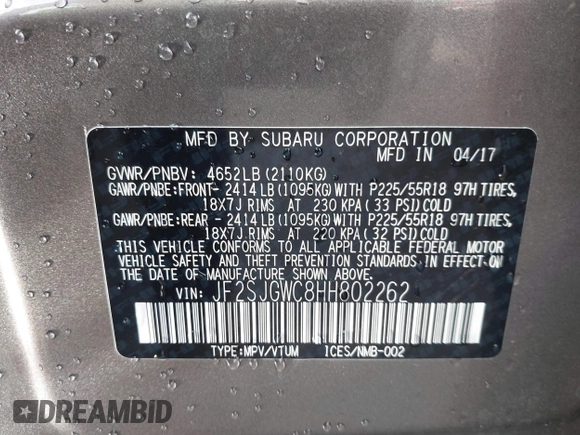 MFD BY SUBARU CORPORATION
MFD IN 04/17
GVWR/PNBV: 4652LB(2110KG)
GAWR/PNBE:FRONT- 2414LB(1095KG)WITH P225/55R18 97H TIRES,
18X7J RIMS AT 230 KPA( 33 PSI)COLD
GAWR/PNBE:REAR - 2414LB(1095KG)WITH P225/55R18 97H TIRES,
18X7J RIMS AT 220 KPA( 32 PSI)COLD
THIS VEHICLE CONFORMS TO ALL APPLICABLE FEDERAL MOTOR
VEHICLE SAFETY AND THEFT PREVENTION STANDARDS IN EFFECT
ON THE DATE OF MANUFACTURE SHOWN ABOVE.
VIN: JF2SJGWC8HH802262
TYPE:MPV/VTUM ICES/NMB-002
DREAMBID